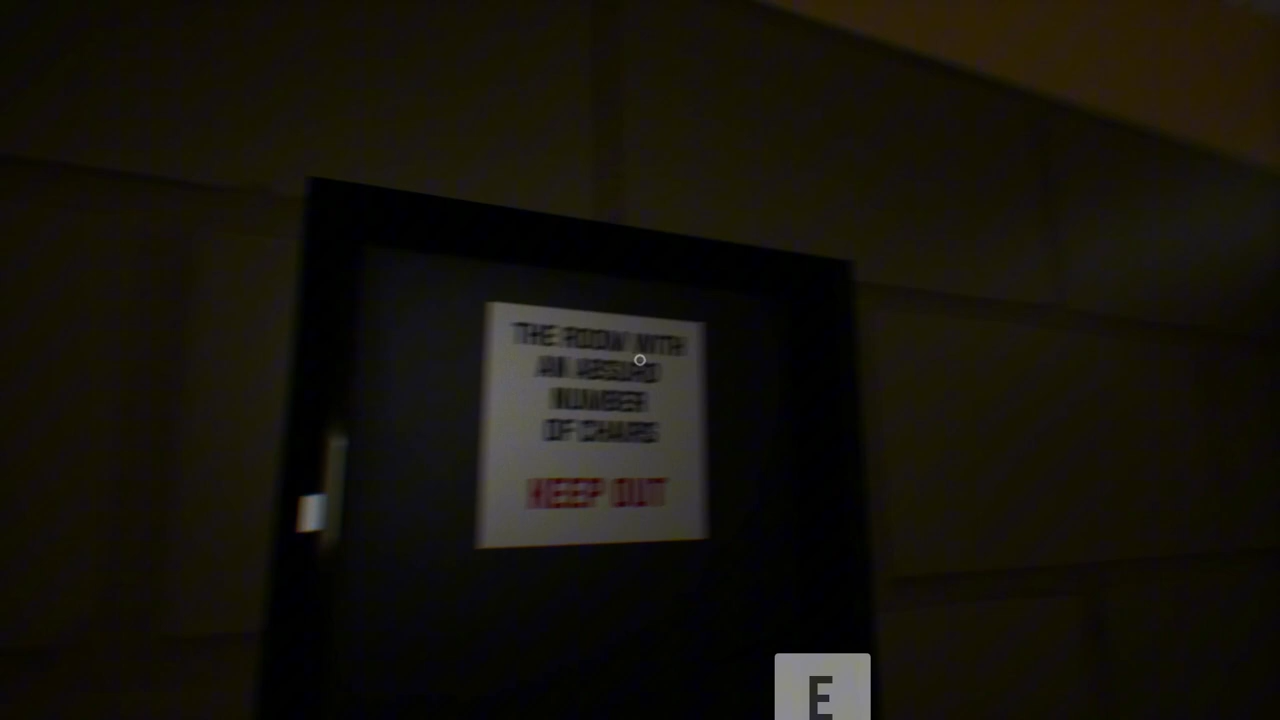 THE ROOM WITH
AN ABSURD
NUMBER
OF CHAIRS
KEEP OUT
E